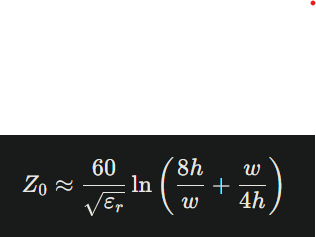 Z₀ ≈ 60/√εᵣ ln(8h/w + w/4h)